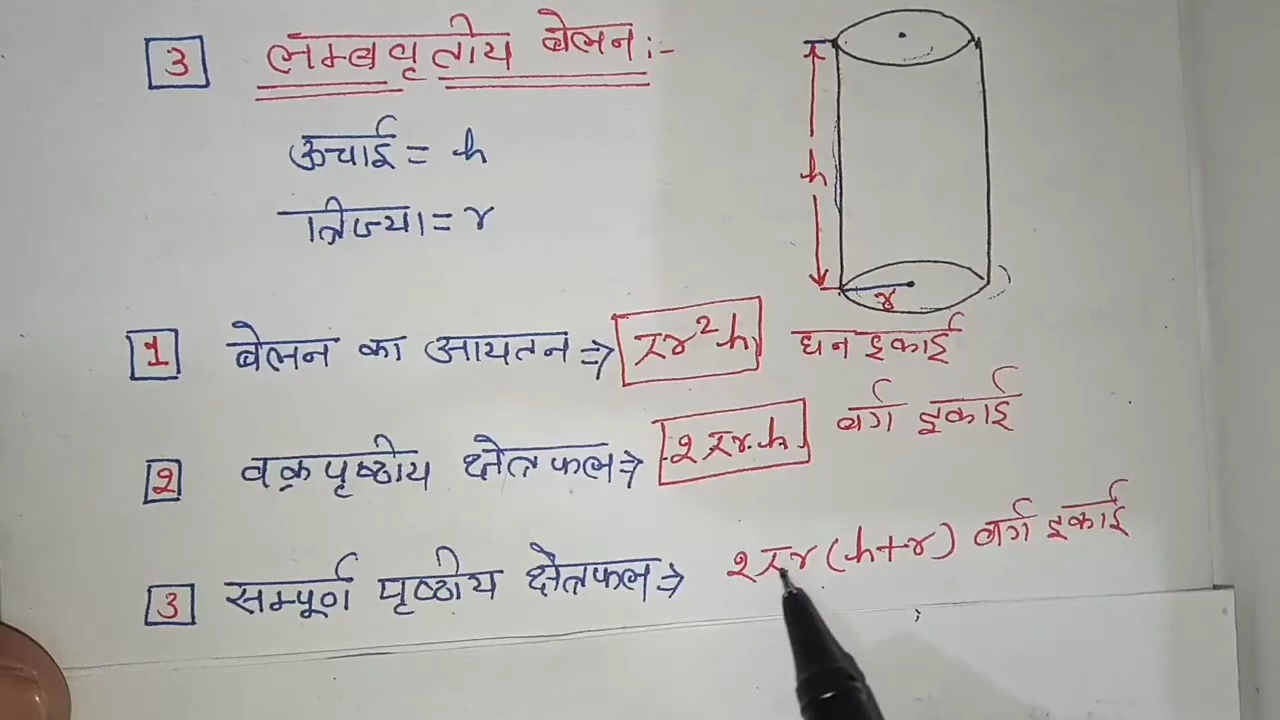 3 लम्बवृतीय बेलन:-
ऊचाई = h
त्रिज्या = r
h
r
1 बेलन का आयतन ⇒ πr²h घन इकाई
2 वक्रपृष्ठीय क्षेत्रफल ⇒ 2πr.h वर्ग इकाई
3 सम्पूर्ण पृष्ठीय क्षेत्रफल ⇒ 2πr(h+r) वर्ग इकाई